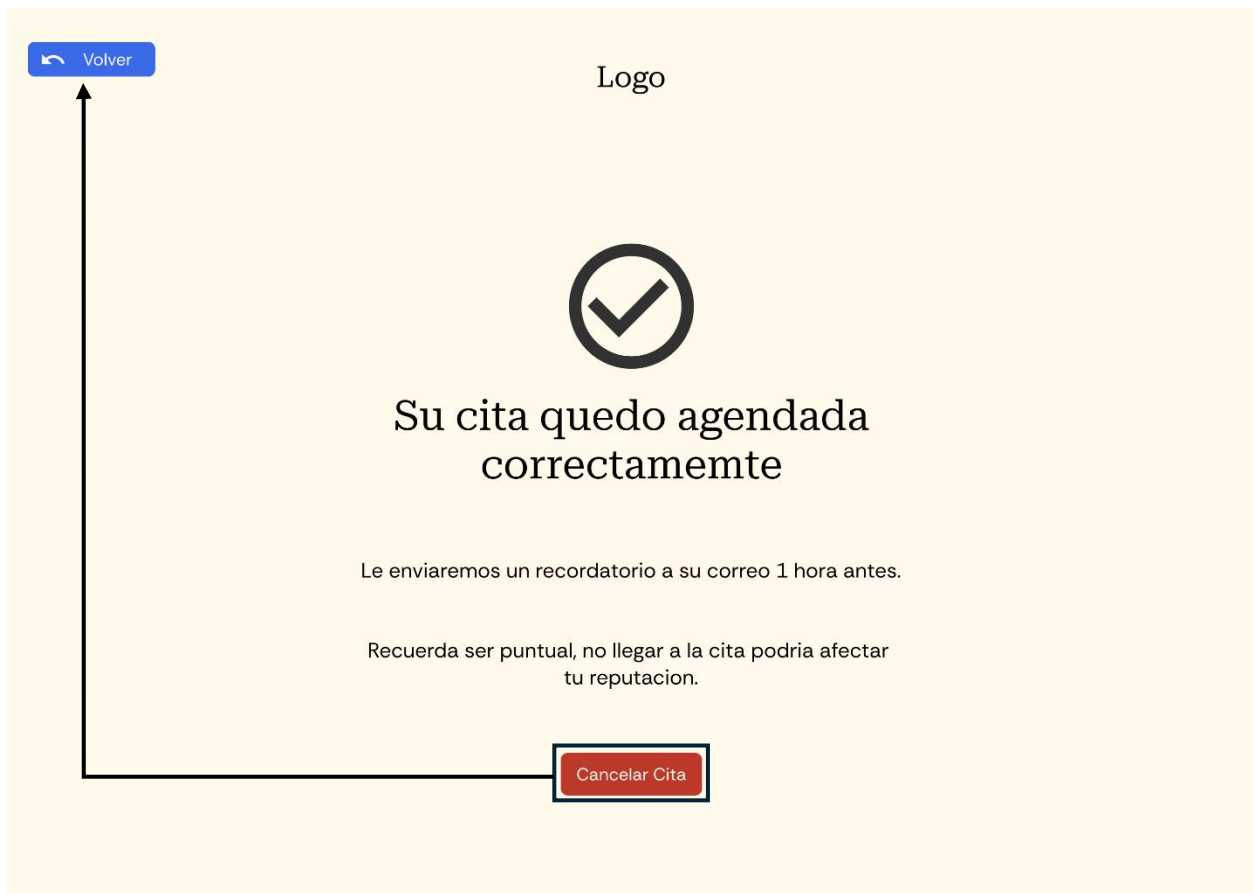 Volver
Logo
Su cita quedo agendada
correctamemte
Le enviaremos un recordatorio a su correo 1 hora antes.
Recuerda ser puntual, no llegar a la cita podria afectar
tu reputacion.
Cancelar Cita